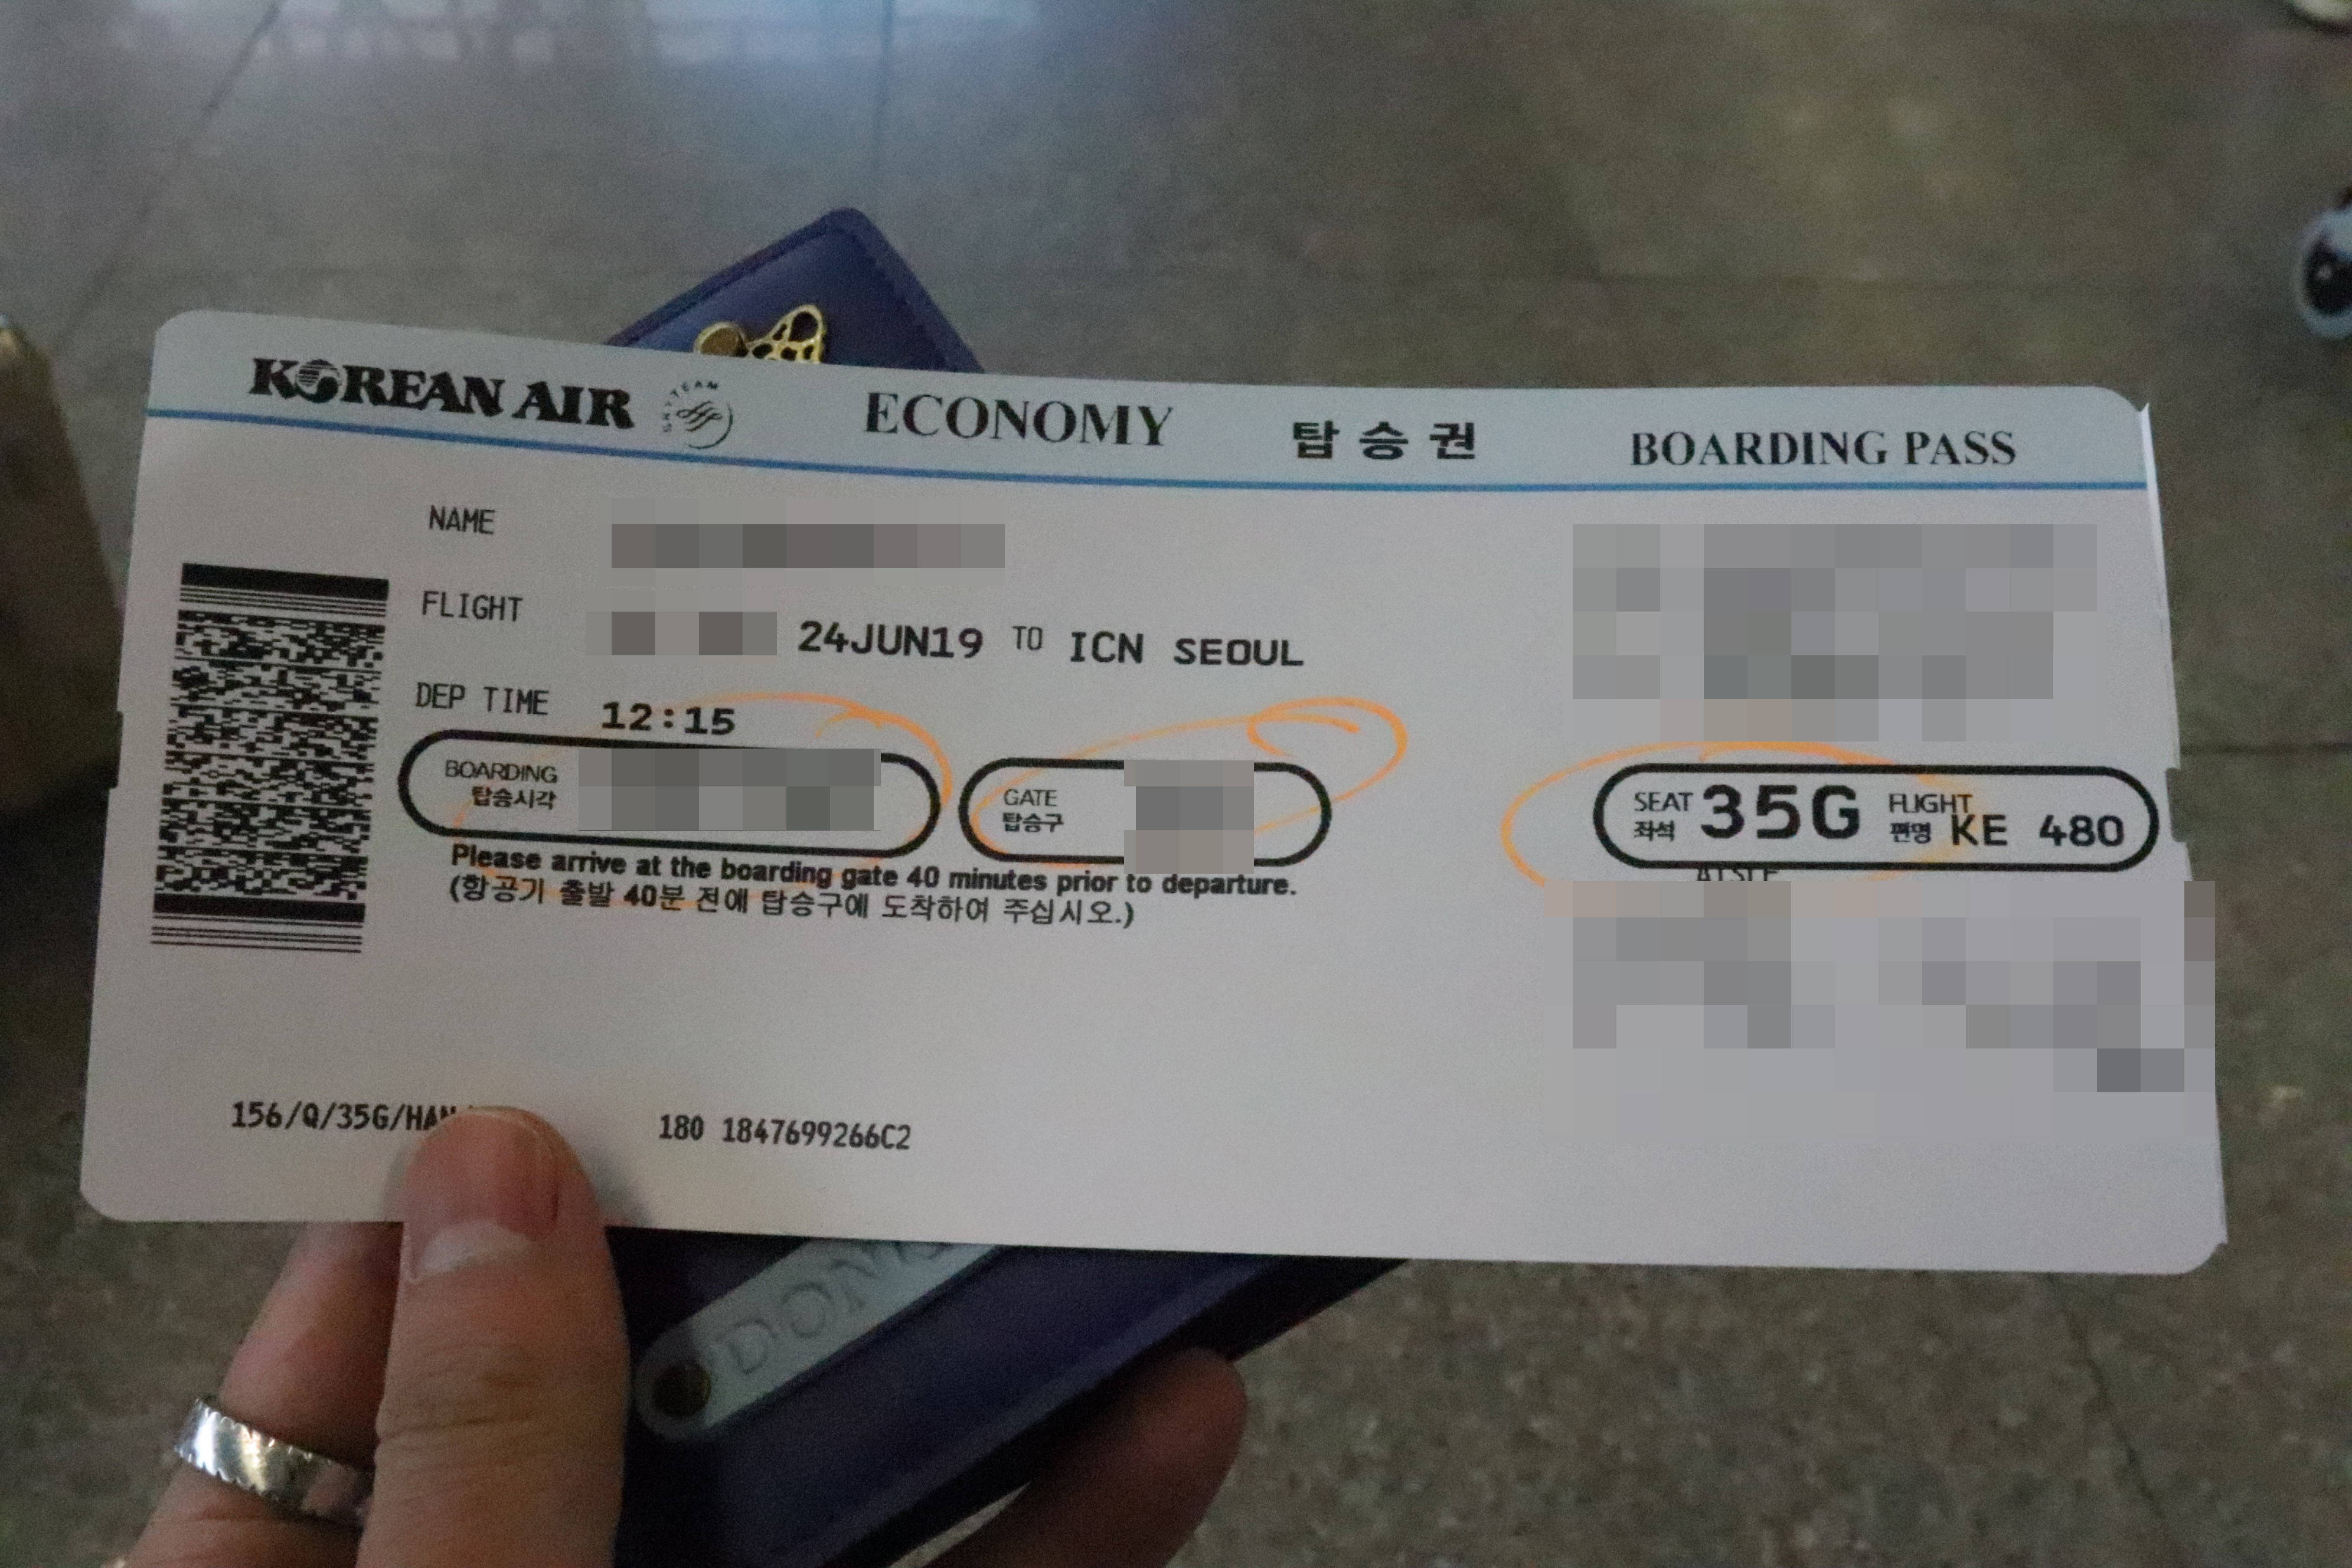 KOREAN AIR SKYTEAM ECONOMY 탑승권 BOARDING PASS
NAME
FLIGHT 24JUN19 TO ICN SEOUL
DEP TIME 12:15
BOARDING
탑승시각
GATE
탑승구
SEAT 35G FLIGHT KE 480
좌석 편명
AISLE
Please arrive at the boarding gate 40 minutes prior to departure.
(항공기 출발 40분 전에 탑승구에 도착하여 주십시오.)
156/Q/35G/HAN 180 1847699266C2
DONG